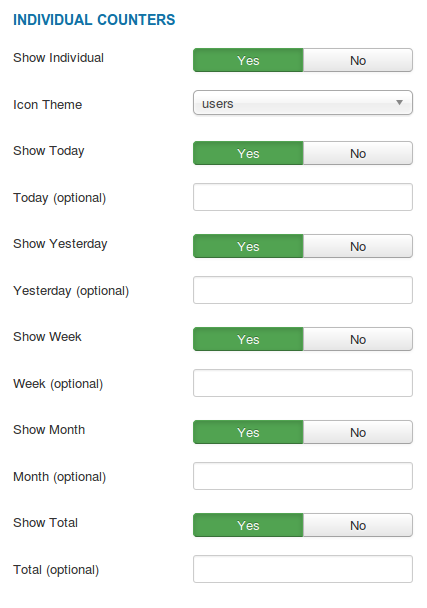 INDIVIDUAL COUNTERS
Show Individual Yes No
Icon Theme users
Show Today Yes No
Today (optional)
Show Yesterday Yes No
Yesterday (optional)
Show Week Yes No
Week (optional)
Show Month Yes No
Month (optional)
Show Total Yes No
Total (optional)